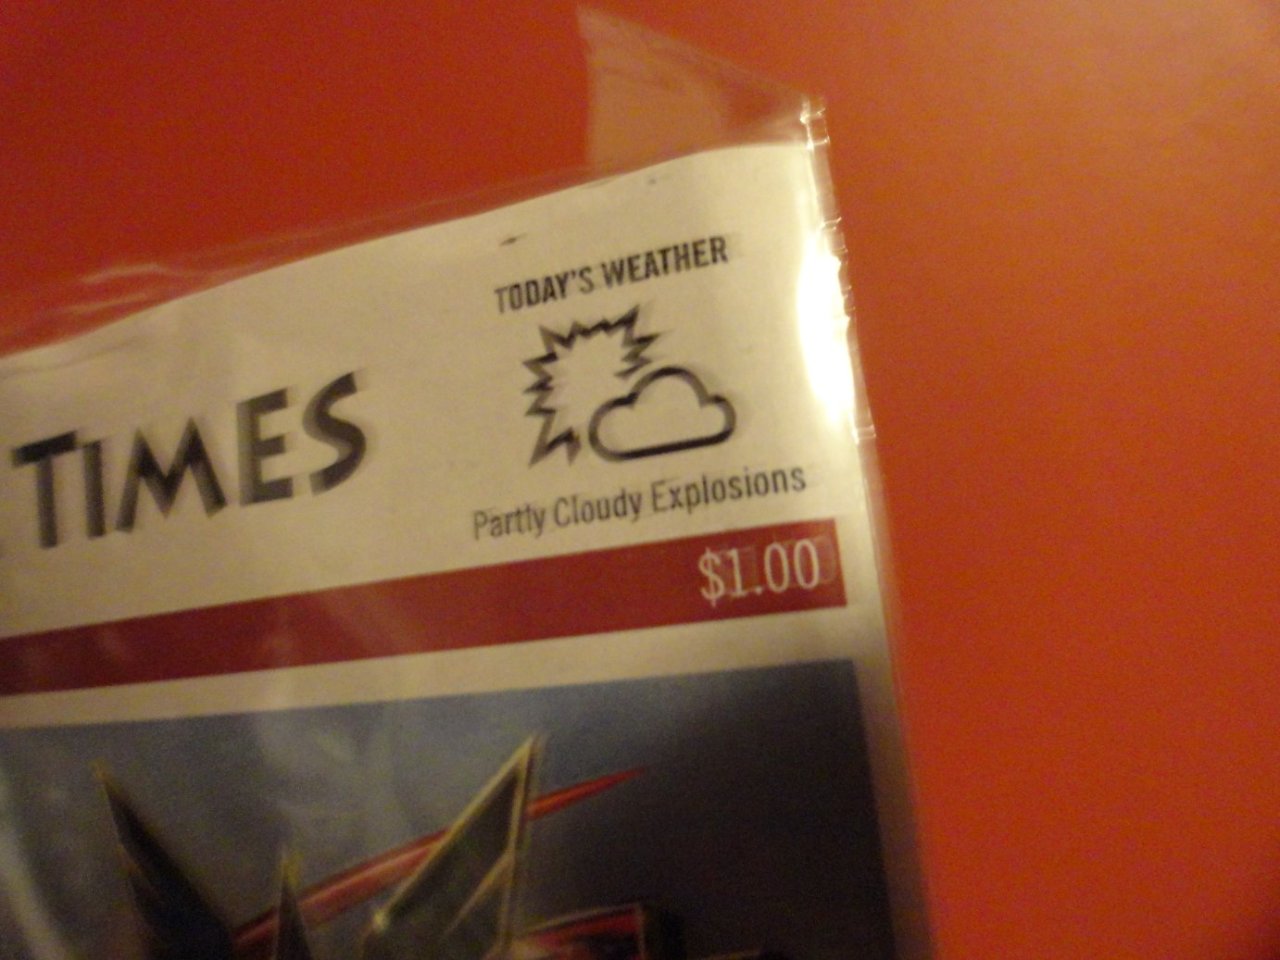 TODAY'S WEATHER
TIMES
Partly Cloudy Explosions
$1.00